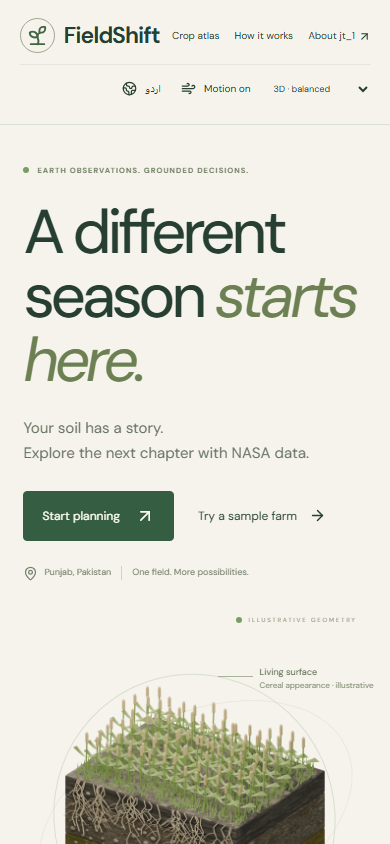 FieldShift
Crop atlas How it works About jt_1
اردو Motion on 3D · balanced
EARTH OBSERVATIONS. GROUNDED DECISIONS.
A different
season starts
here.
Your soil has a story.
Explore the next chapter with NASA data.
Start planning Try a sample farm
Punjab, Pakistan One field. More possibilities.
ILLUSTRATIVE GEOMETRY
Living surface
Cereal appearance · illustrative